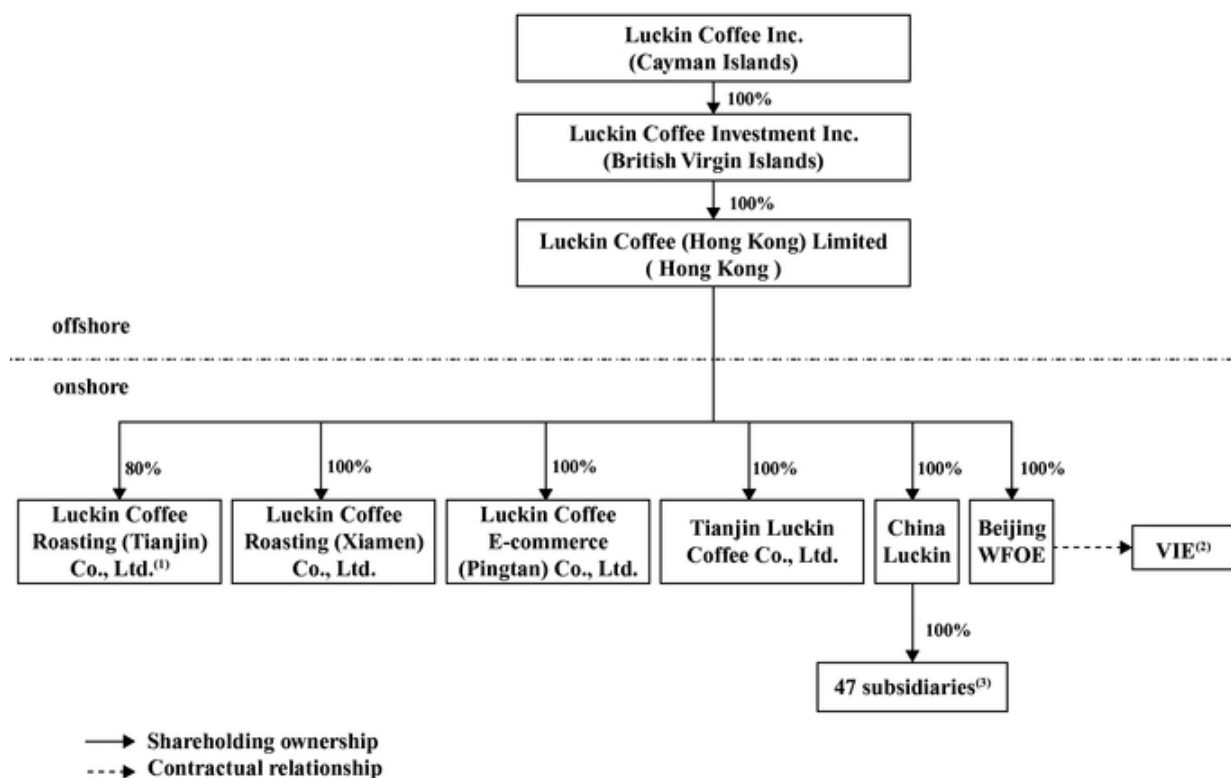 Luckin Coffee Inc.
(Cayman Islands)
100%
Luckin Coffee Investment Inc.
(British Virgin Islands)
100%
Luckin Coffee (Hong Kong) Limited
( Hong Kong )
offshore
onshore
80%
100%
100%
100%
100%
100%
Luckin Coffee
Roasting (Tianjin)
Co., Ltd.(1)
Luckin Coffee
Roasting (Xiamen)
Co., Ltd.
Luckin Coffee
E-commerce
(Pingtan) Co., Ltd.
Tianjin Luckin
Coffee Co., Ltd.
China
Luckin
Beijing
WFOE
VIE(2)
100%
47 subsidiaries(3)
Shareholding ownership
Contractual relationship